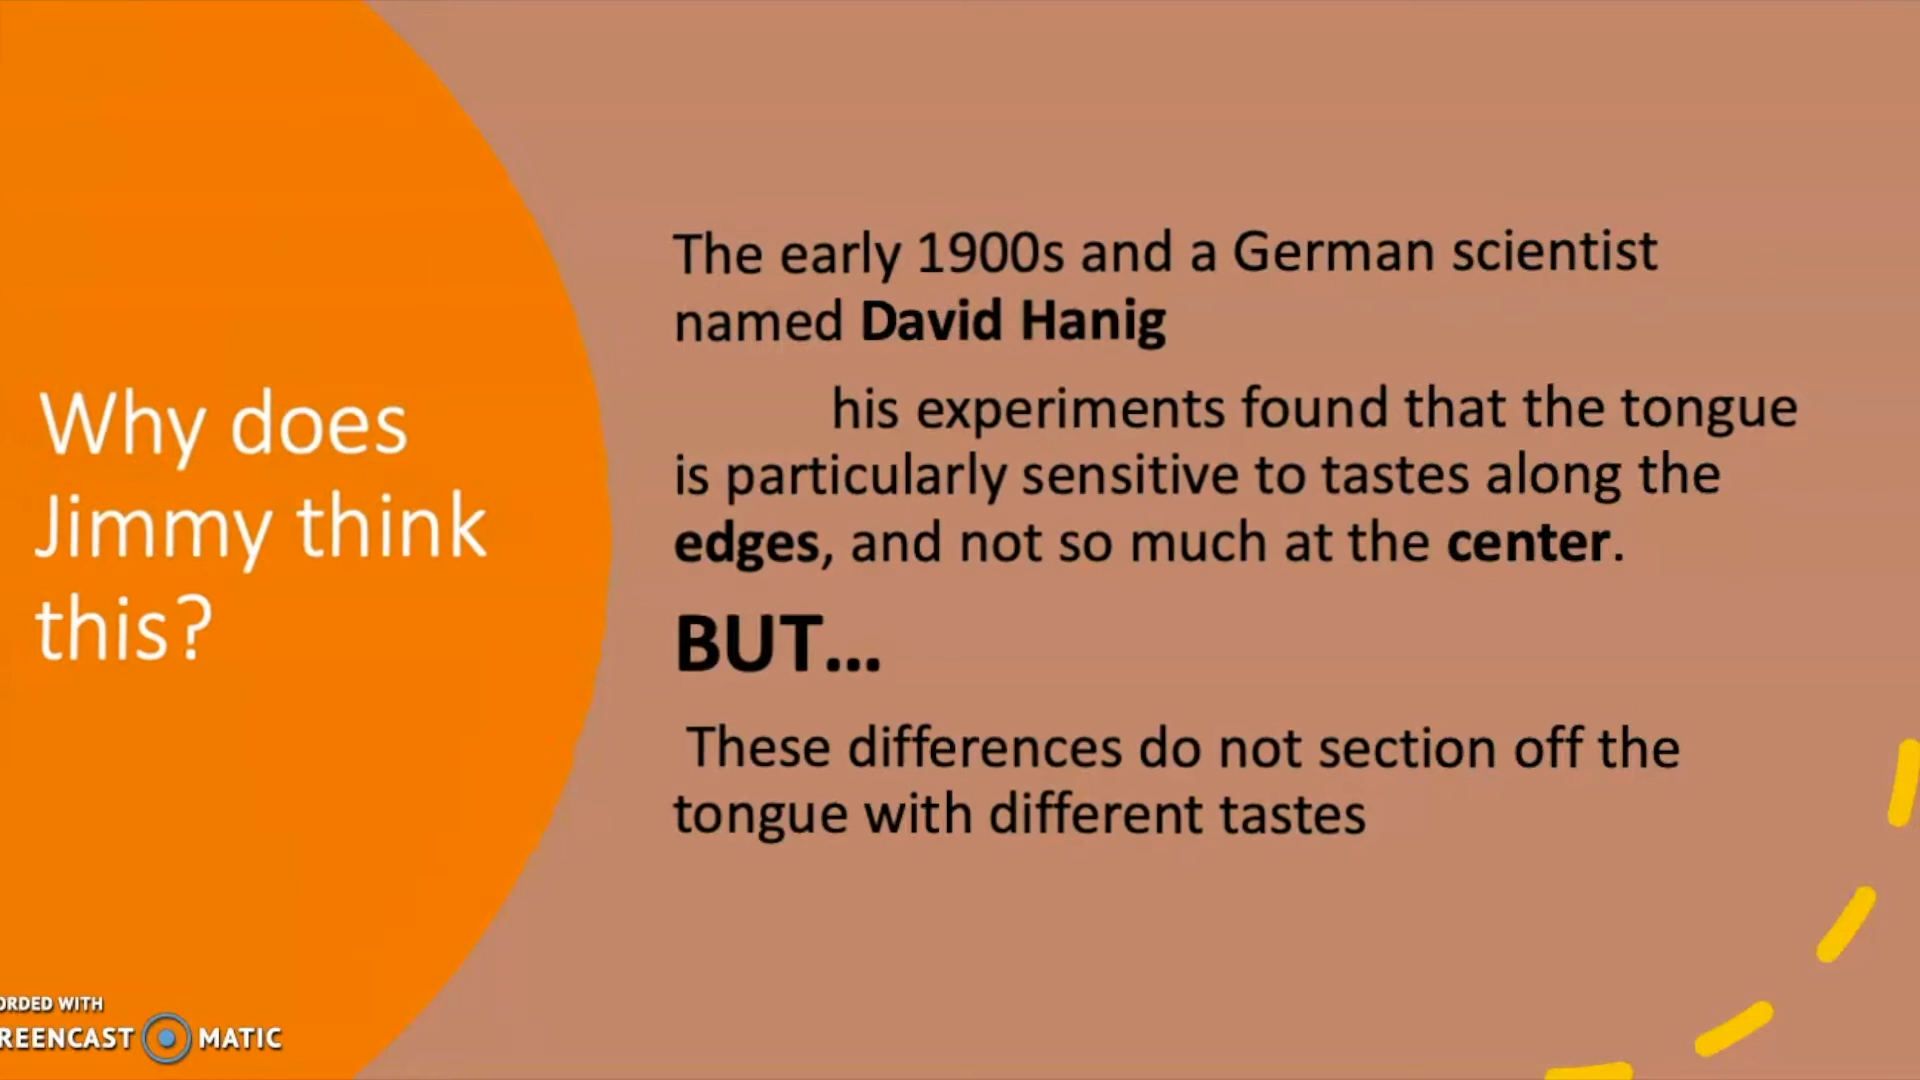 Why does
Jimmy think
this?
The early 1900s and a German scientist
named David Hanig
his experiments found that the tongue
is particularly sensitive to tastes along the
edges, and not so much at the center.
BUT...
These differences do not section off the
tongue with different tastes
ORDED WITH
REENCAST MATIC